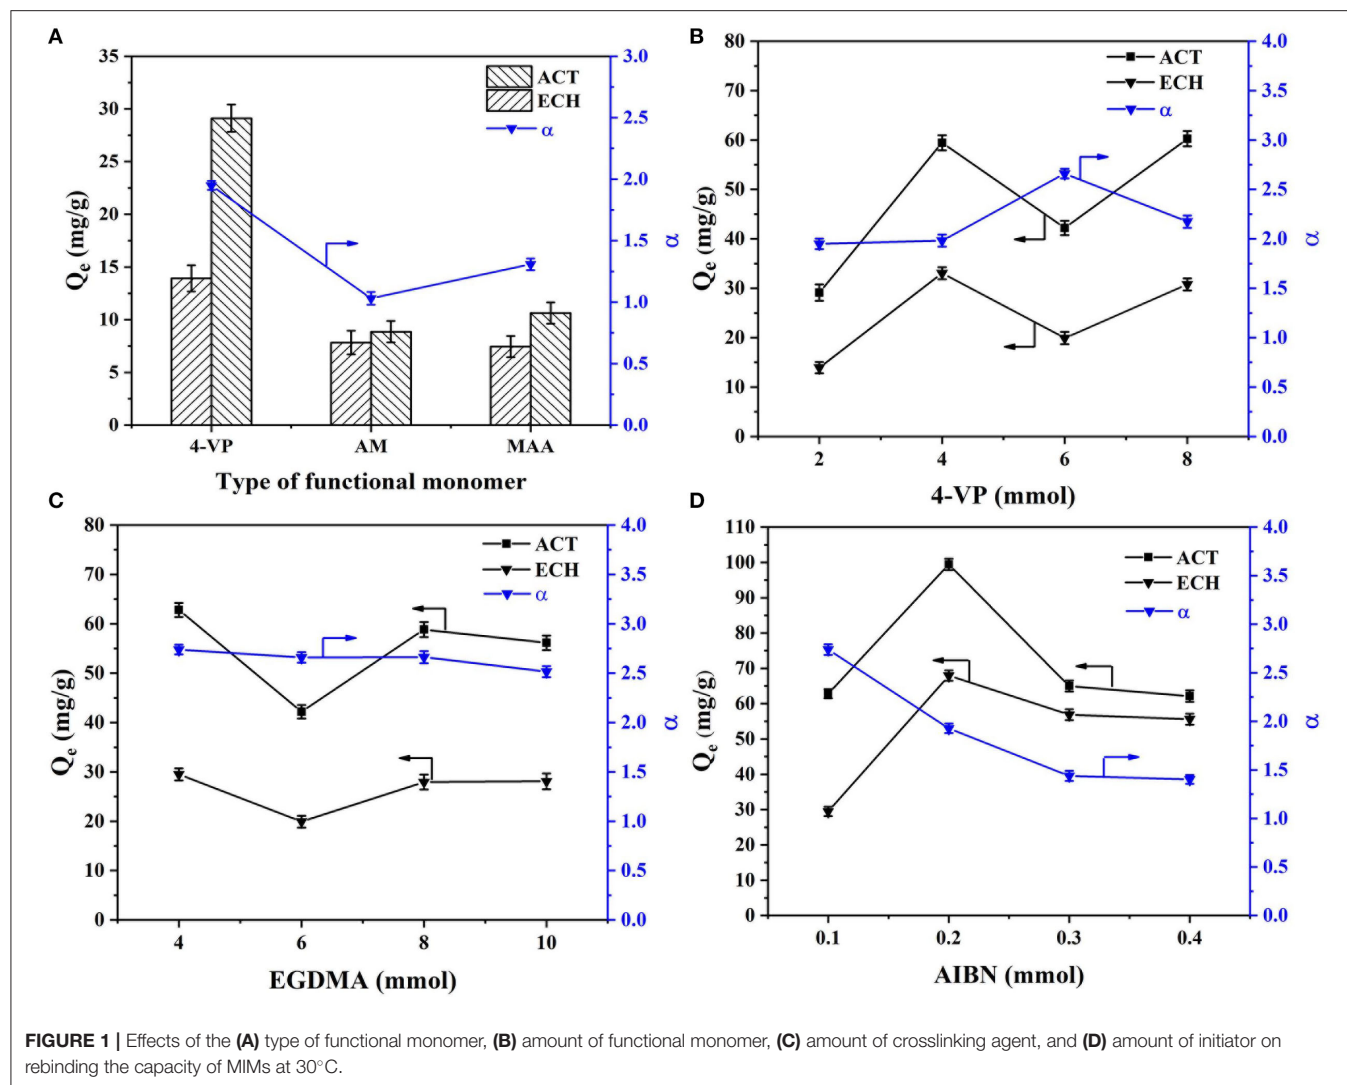 A
35
30
25
20
15
10
5
0
Qe (mg/g)
3.0
2.5
2.0
1.5
1.0
0.5
0.0
α
ACT
ECH
α
4-VP AM MAA
Type of functional monomer
B
80
70
60
50
40
30
20
10
0
Qe (mg/g)
4.0
3.5
3.0
2.5
2.0
1.5
1.0
0.5
0.0
α
ACT
ECH
α
2 4 6 8
4-VP (mmol)
C
80
70
60
50
40
30
20
10
0
Qe (mg/g)
4.0
3.5
3.0
2.5
2.0
1.5
1.0
0.5
0.0
α
ACT
ECH
α
4 6 8 10
EGDMA (mmol)
D
110
100
90
80
70
60
50
40
30
20
10
0
Qe (mg/g)
4.0
3.5
3.0
2.5
2.0
1.5
1.0
0.5
0.0
α
ACT
ECH
α
0.1 0.2 0.3 0.4
AIBN (mmol)
FIGURE 1 | Effects of the (A) type of functional monomer, (B) amount of functional monomer, (C) amount of crosslinking agent, and (D) amount of initiator on
rebinding the capacity of MIMs at 30°C.